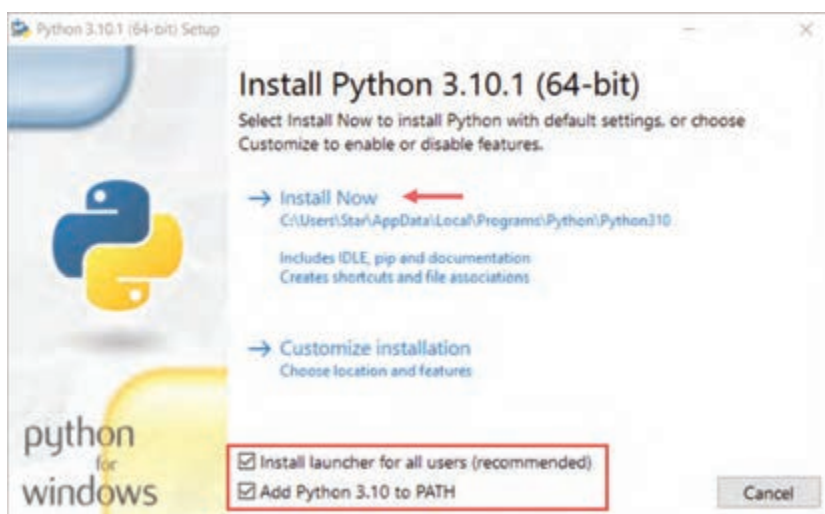 Python 3.10.1 (64-bit) Setup
Install Python 3.10.1 (64-bit)
Select Install Now to install Python with default settings, or choose
Customize to enable or disable features.
Install Now
C:\Users\Star\AppData\Local\Programs\Python\Python310
Includes IDLE, pip and documentation
Creates shortcuts and file associations
Customize installation
Choose location and features
python
for
windows
Install launcher for all users (recommended)
Add Python 3.10 to PATH
Cancel